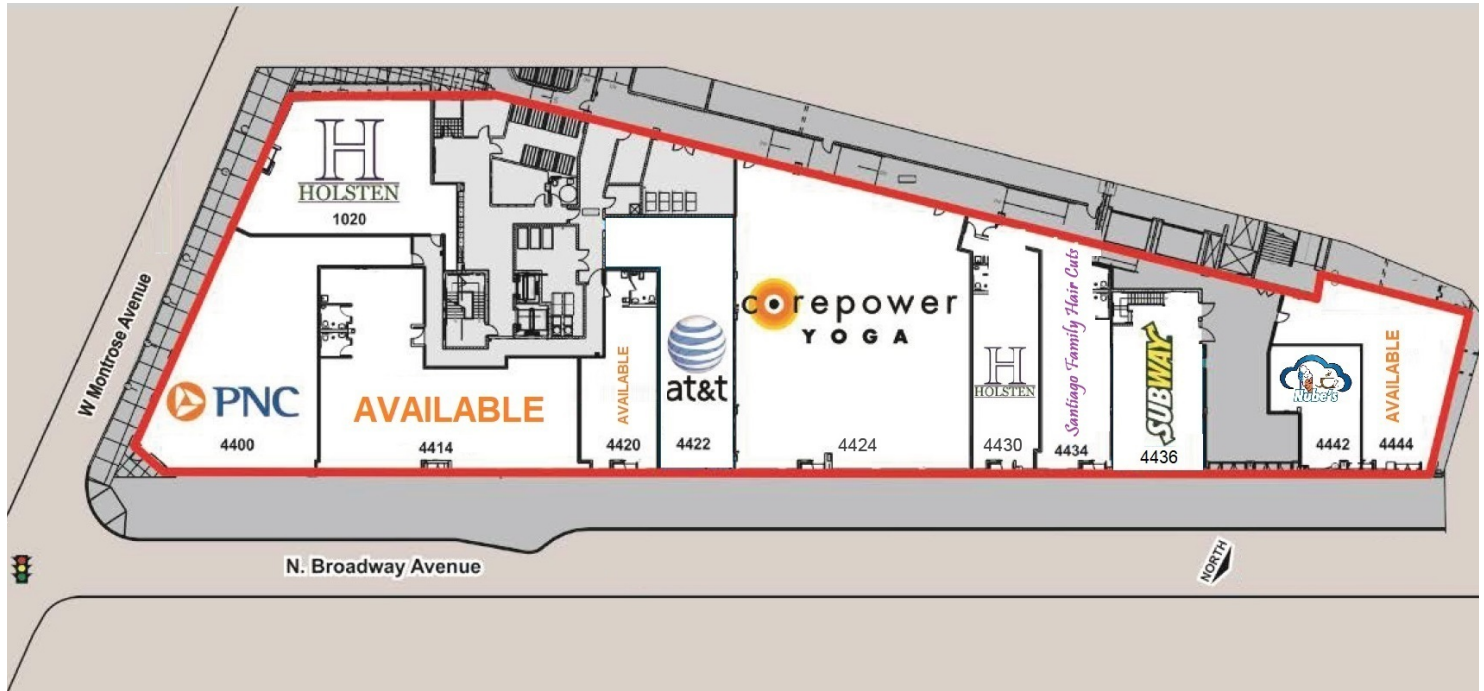 H
HOLSTEN
1020
W Montrose Avenue
PNC
4400
AVAILABLE
4414
AVAILABLE
4420
at&t
4422
corepower
YOGA
4424
H
HOLSTEN
4430
Santiago Family Hair Cuts
4434
SUBWAY
4436
Nube's
4442
AVAILABLE
4444
N. Broadway Avenue
NORTH